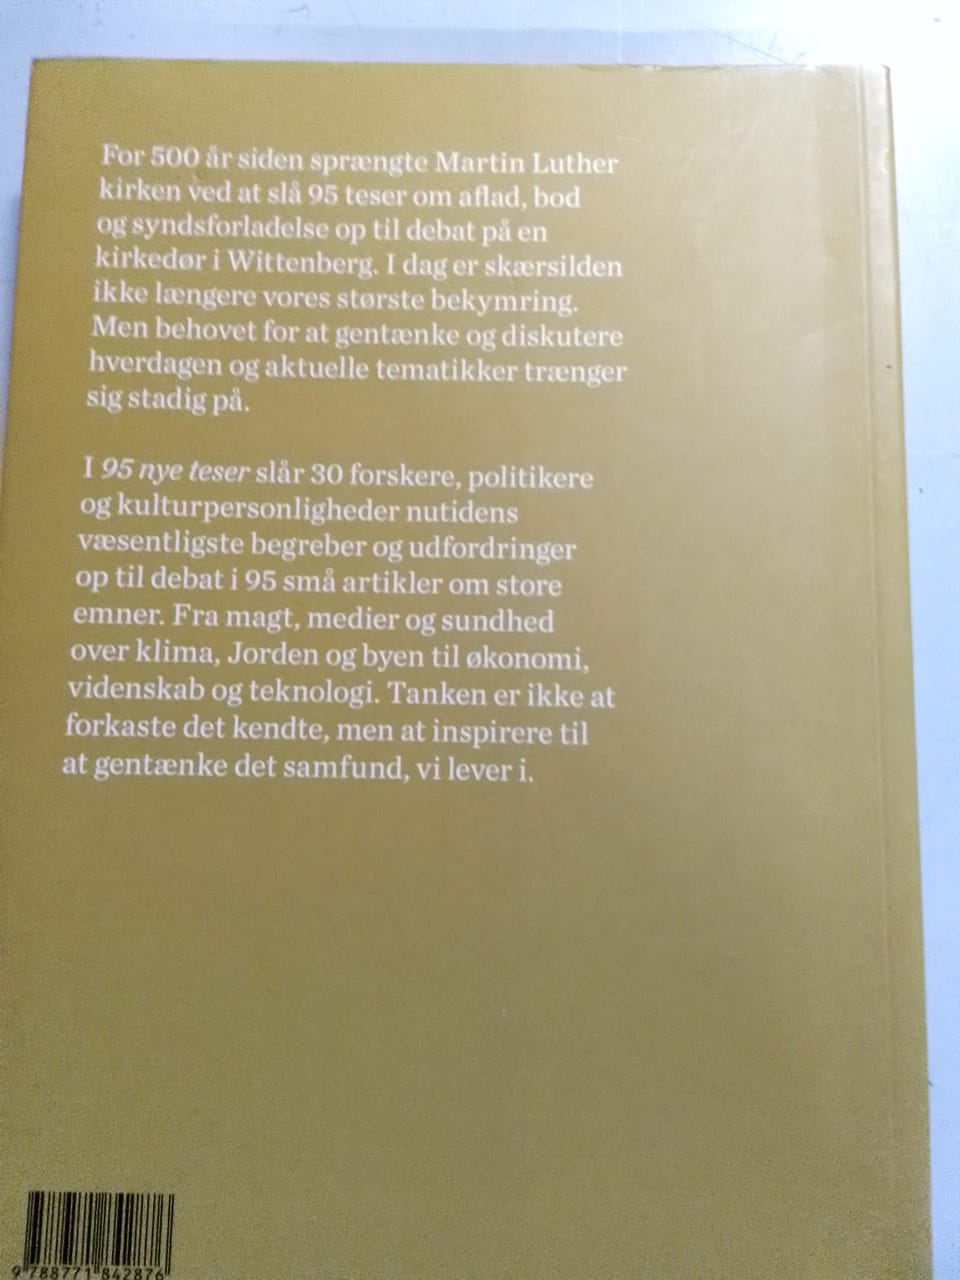 For 500 år siden sprængte Martin Luther
kirken ved at slå 95 teser om aflad, bod
og syndsforladelse op til debat på en
kirkedør i Wittenberg. I dag er skærsilden
ikke længere vores største bekymring.
Men behovet for at gentænke og diskutere
hverdagen og aktuelle tematikker trænger
sig stadig på.
I 95 nye teser slår 30 forskere, politikere
og kulturpersonligheder nutidens
væsentligste begreber og udfordringer
op til debat i 95 små artikler om store
emner. Fra magt, medier og sundhed
over klima, Jorden og byen til økonomi,
videnskab og teknologi. Tanken er ikke at
forkaste det kendte, men at inspirere til
at gentænke det samfund, vi lever i.
9 788771 842876